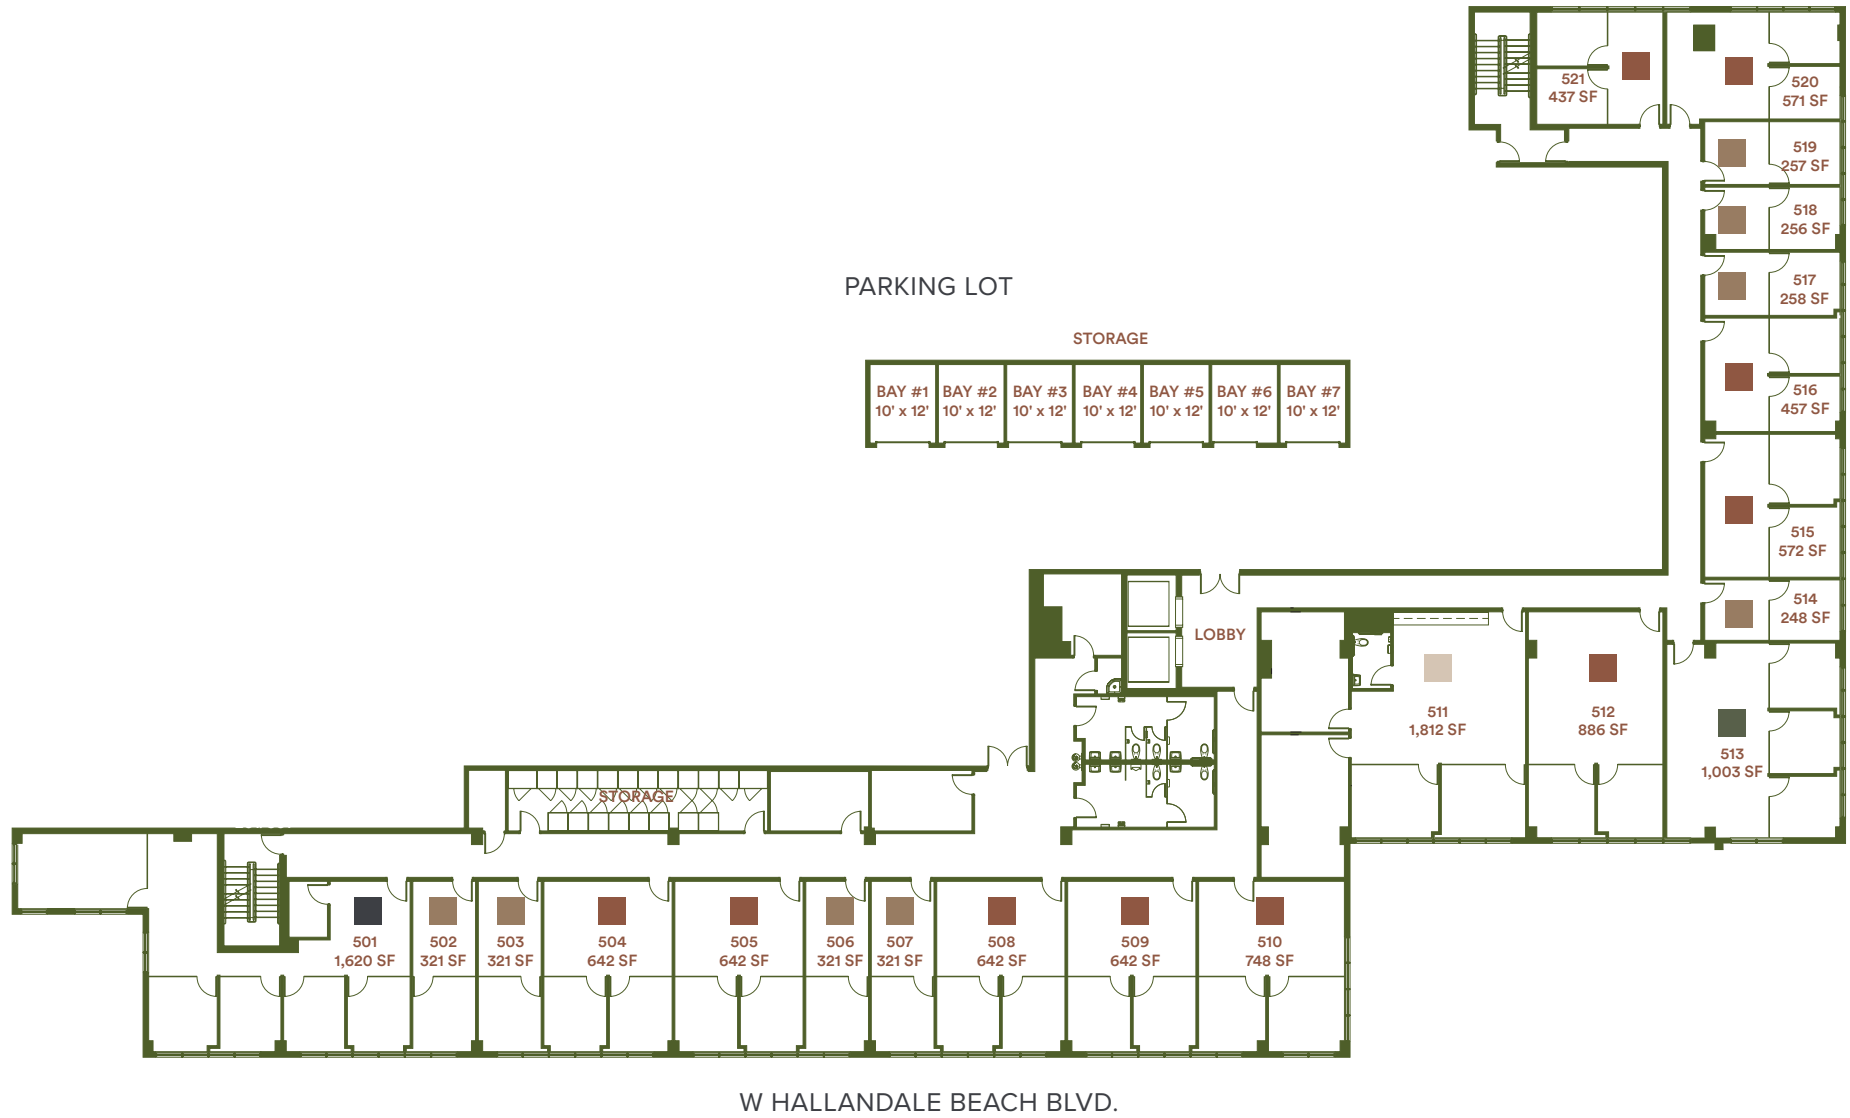 521
437 SF
520
571 SF
519
257 SF
518
256 SF
517
258 SF
PARKING LOT
STORAGE
BAY #1
10' x 12'
BAY #2
10' x 12'
BAY #3
10' x 12'
BAY #4
10' x 12'
BAY #5
10' x 12'
BAY #6
10' x 12'
BAY #7
10' x 12'
516
457 SF
515
572 SF
514
248 SF
LOBBY
511
1,812 SF
512
886 SF
513
1,003 SF
STORAGE
501
1,620 SF
502
321 SF
503
321 SF
504
642 SF
505
642 SF
506
321 SF
507
321 SF
508
642 SF
509
642 SF
510
748 SF
W HALLANDALE BEACH BLVD.